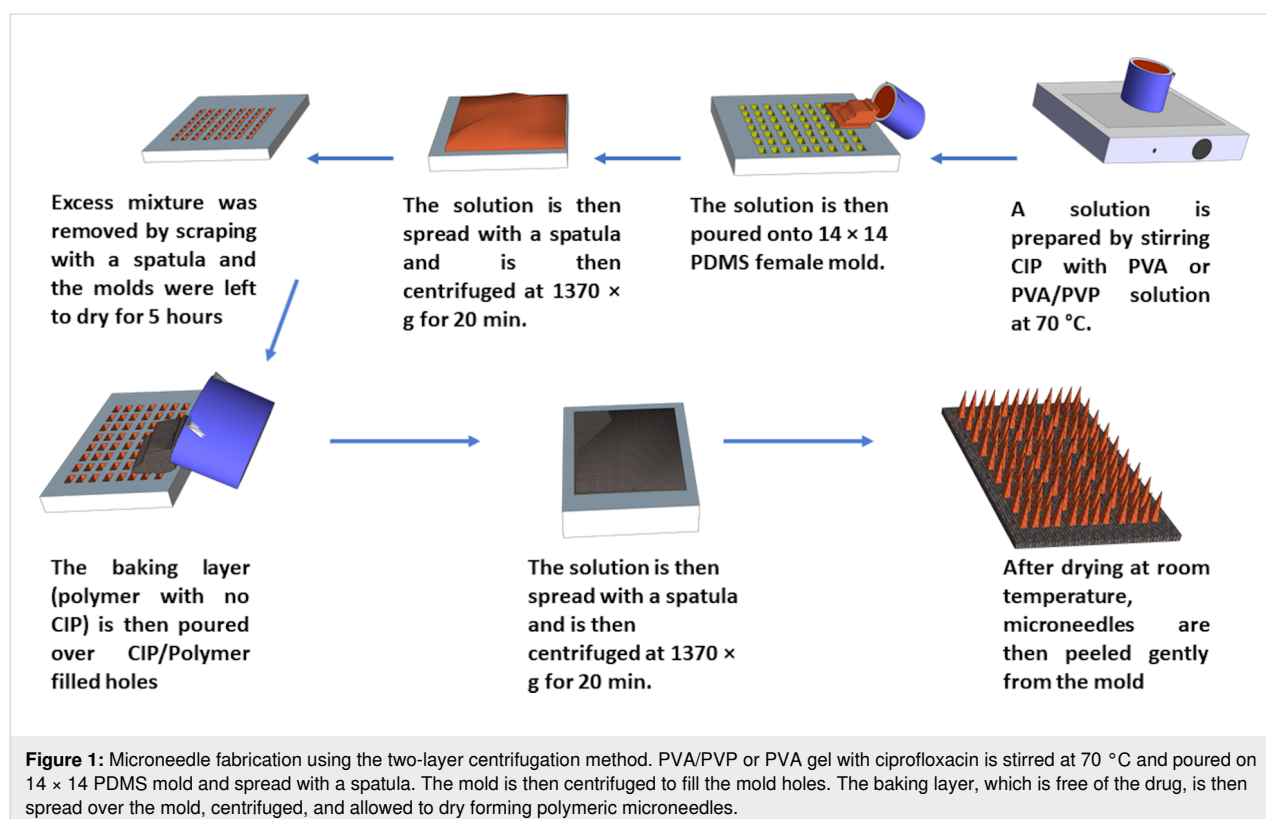 A solution is
prepared by stirring
CIP with PVA or
PVA/PVP solution
at 70 °C.
The solution is then
poured onto 14 × 14
PDMS female mold.
The solution is then
spread with a spatula
and is then
centrifuged at 1370 ×
g for 20 min.
Excess mixture was
removed by scraping
with a spatula and
the molds were left
to dry for 5 hours
The baking layer
(polymer with no
CIP) is then poured
over CIP/Polymer
filled holes
The solution is then
spread with a spatula
and is then
centrifuged at 1370 ×
g for 20 min.
After drying at room
temperature,
microneedles are
then peeled gently
from the mold
Figure 1: Microneedle fabrication using the two-layer centrifugation method. PVA/PVP or PVA gel with ciprofloxacin is stirred at 70 °C and poured on
14 × 14 PDMS mold and spread with a spatula. The mold is then centrifuged to fill the mold holes. The baking layer, which is free of the drug, is then
spread over the mold, centrifuged, and allowed to dry forming polymeric microneedles.